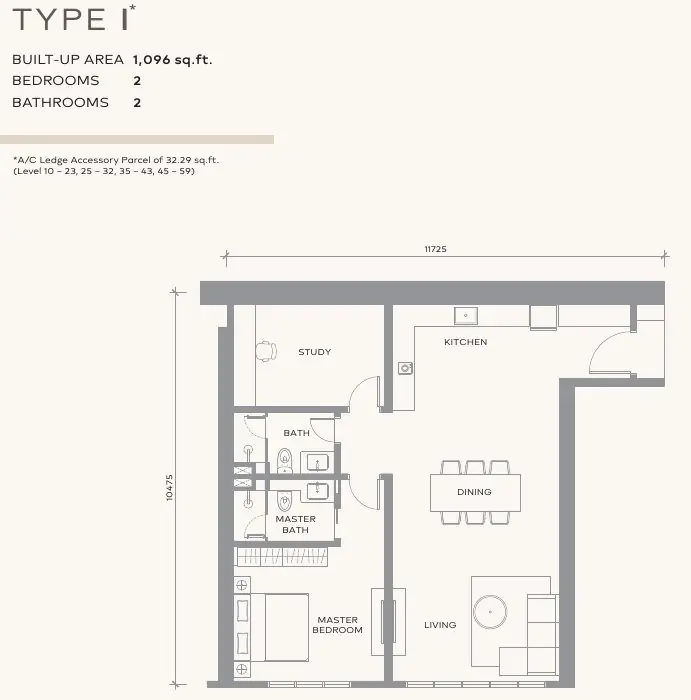 TYPE I*
BUILT-UP AREA 1,096 sq.ft.
BEDROOMS 2
BATHROOMS 2
*A/C Ledge Accessory Parcel of 32.29 sq.ft.
(Level 10 – 23, 25 – 32, 35 – 43, 45 – 59)
11725
10475
STUDY
KITCHEN
BATH
DINING
MASTER
BATH
MASTER
BEDROOM
LIVING